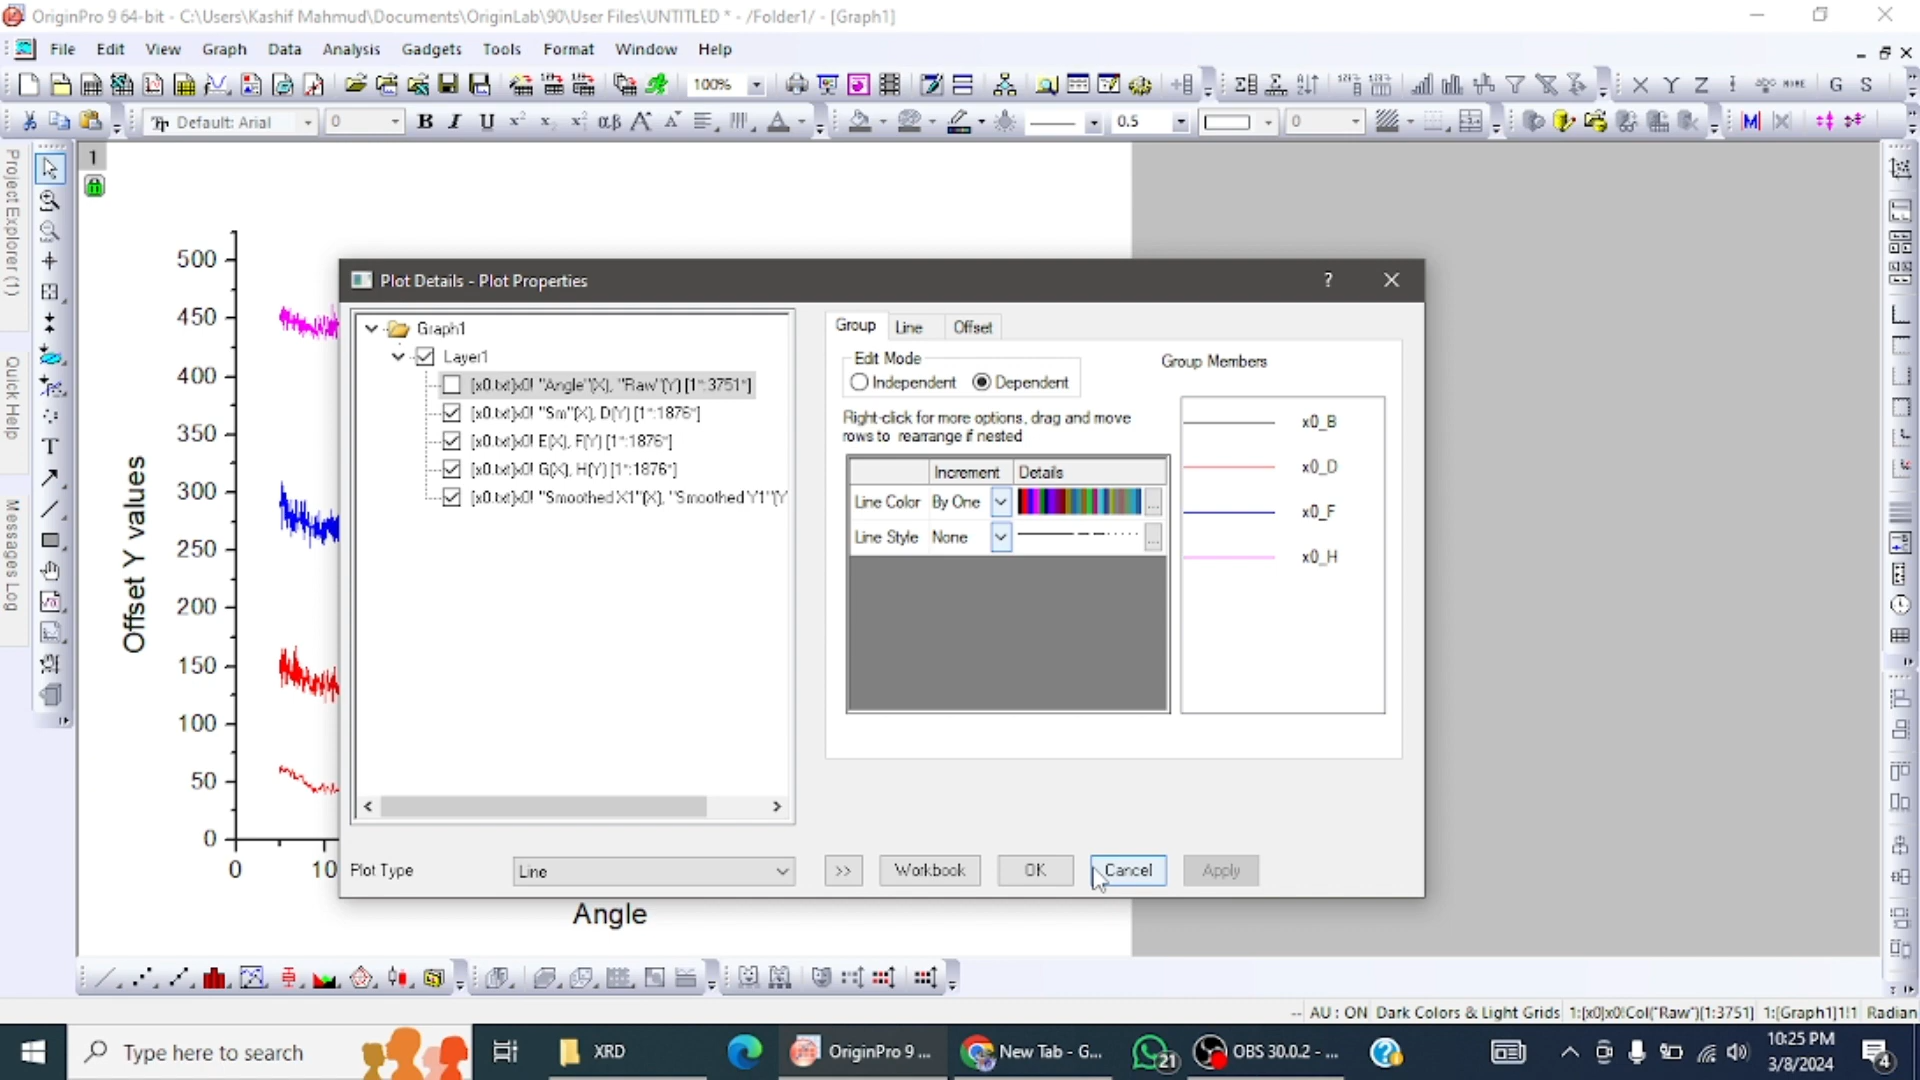 OriginPro 9 64-bit - C:\Users\Kashif Mahmud\Documents\OriginLab\90\User Files\UNTITLED * - /Folder1/ - [Graph1]
File Edit View Graph Data Analysis Gadgets Tools Format Window Help
100%
X Y Z G S
Default: Arial 0 B I U αβ A 0.5 0
Project Explorer (1)
Quick Help
Messages Log
1
T
500
450
400
350
300
250
200
150
100
50
0
0 10
Offset Y values
Angle
Plot Details - Plot Properties ?
Graph1
Layer1
[x0.txt]x0! "Angle"(X), "Raw"(Y) [1*:3751*]
[x0.txt]x0! "Sm"(X), D(Y) [1*:1876*]
[x0.txt]x0! E(X), F(Y) [1*:1876*]
[x0.txt]x0! G(X), H(Y) [1*:1876*]
[x0.txt]x0! "Smoothed X1"(X), "Smoothed Y1"(Y
Group Line Offset
Edit Mode
Independent Dependent
Group Members
Right-click for more options, drag and move
rows to rearrange if nested
Increment Details
Line Color By One ...
Line Style None ...
x0_B
x0_D
x0_F
x0_H
Plot Type Line >> Workbook OK Cancel Apply
-- AU : ON Dark Colors & Light Grids 1:[x0]x0!Col("Raw")[1:3751] 1:[Graph1]1!1 Radian
Type here to search XRD OriginPro 9 ... New Tab - G... 21 OBS 30.0.2 - ... 10:25 PM
3/8/2024
4